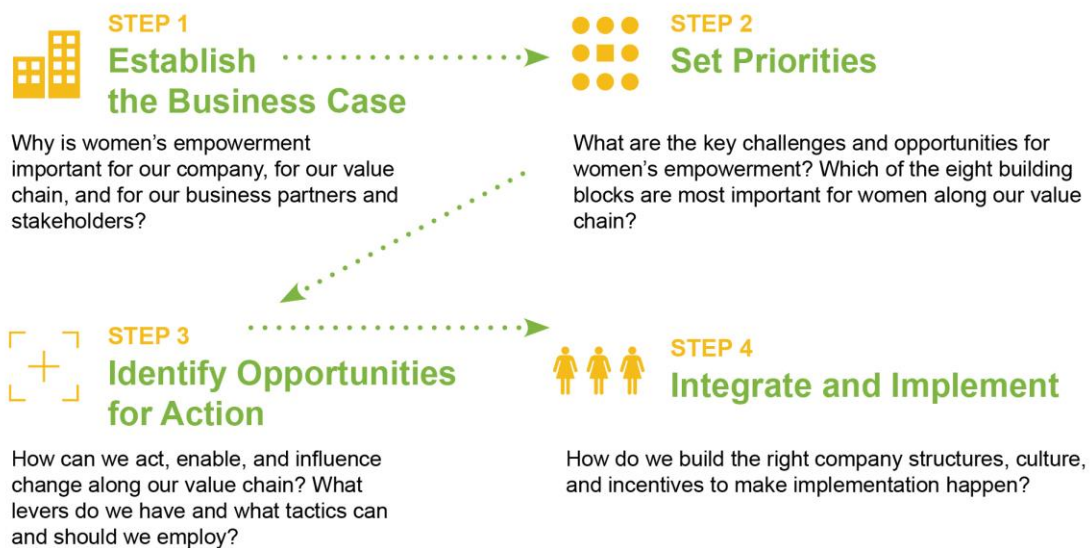 STEP 1
Establish
the Business Case
Why is women’s empowerment
important for our company, for our value
chain, and for our business partners and
stakeholders?
STEP 2
Set Priorities
What are the key challenges and opportunities for
women’s empowerment? Which of the eight building
blocks are most important for women along our value
chain?
STEP 3
Identify Opportunities
for Action
How can we act, enable, and influence
change along our value chain? What
levers do we have and what tactics can
and should we employ?
STEP 4
Integrate and Implement
How do we build the right company structures, culture,
and incentives to make implementation happen?